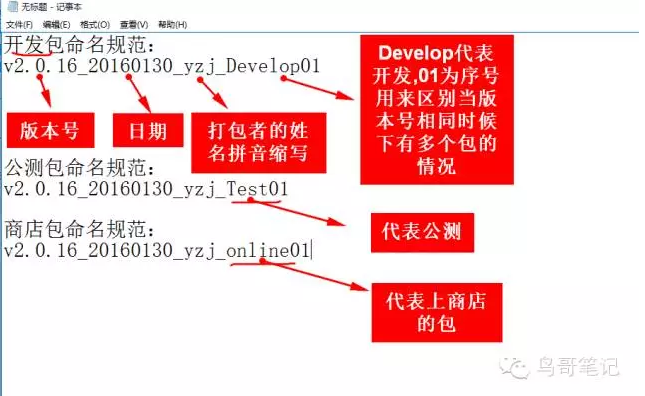 无标题 - 记事本
文件(F) 编辑(E) 格式(O) 查看(V) 帮助(H)
开发包命名规范：
v2.0.16_20160130_yzj_Develop01
Develop代表
开发,01为序号
用来区别当版
本号相同时候
下有多个包的
情况
版本号
日期
打包者的姓
名拼音缩写
公测包命名规范：
v2.0.16_20160130_yzj_Test01
代表公测
商店包命名规范：
v2.0.16_20160130_yzj_online01
代表上商店
的包
鸟哥笔记